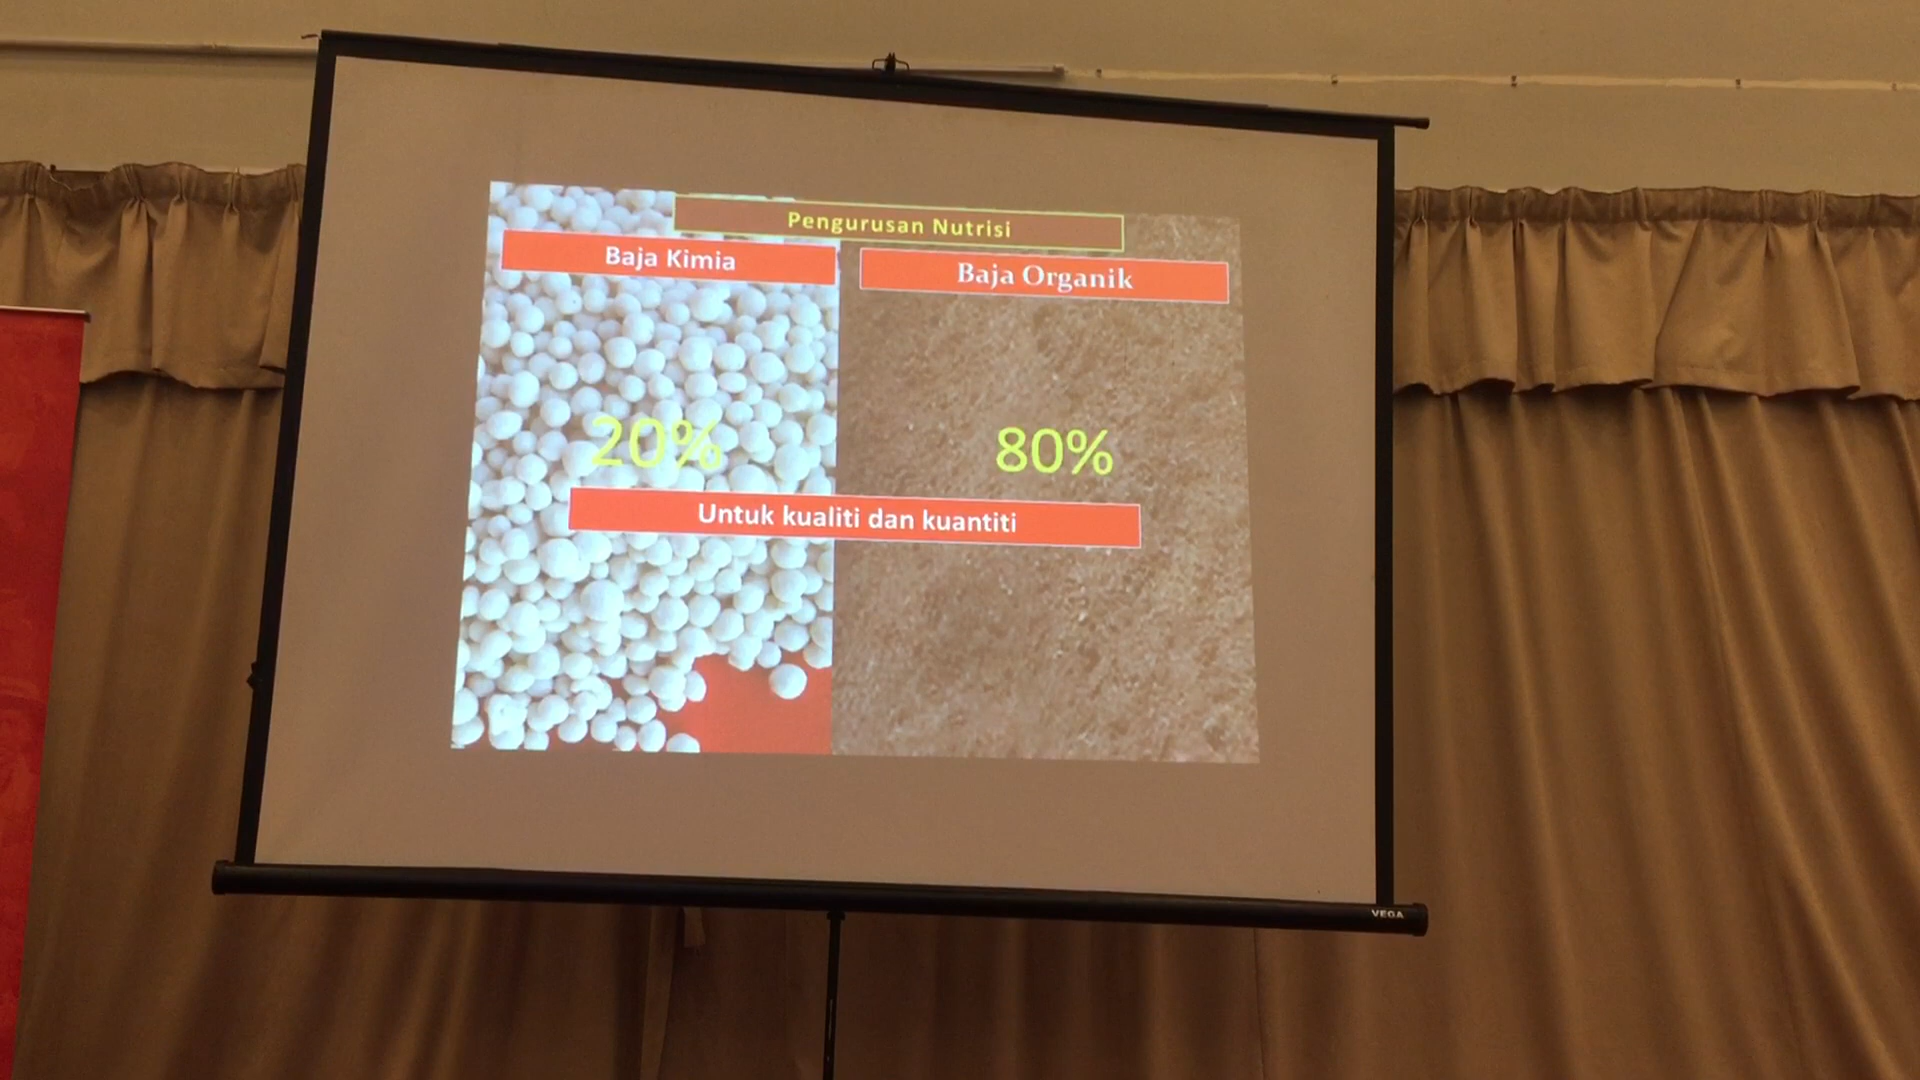 Pengurusan Nutrisi
Baja Kimia
Baja Organik
20%
80%
Untuk kualiti dan kuantiti
VEGA